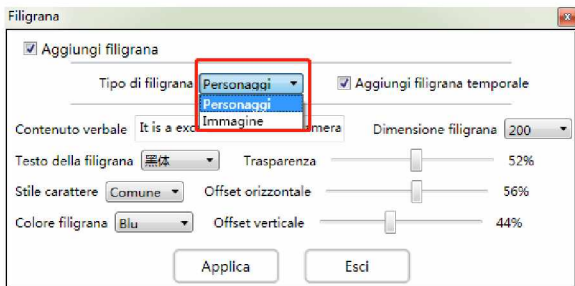 Filigrana
Aggiungi filigrana
Tipo di filigrana Personaggi Aggiungi filigrana temporale
Personaggi
Immagine
Contenuto verbale It is a exc mera Dimensione filigrana 200
Testo della filigrana 黑体 Trasparenza 52%
Stile carattere Comune Offset orizzontale 56%
Colore filigrana Blu Offset verticale 44%
Applica Esci